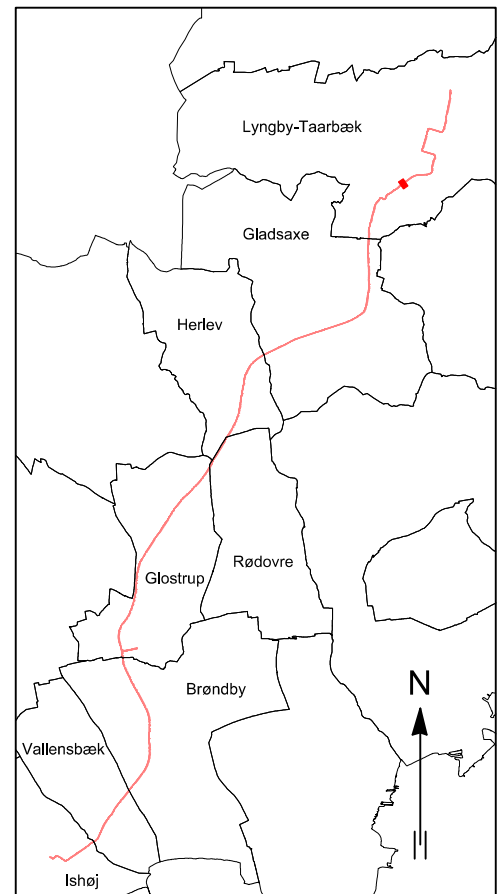 Lyngby-Taarbæk
Gladsaxe
Herlev
Rødovre
Glostrup
N
Brøndby
Vallensbæk
Ishøj